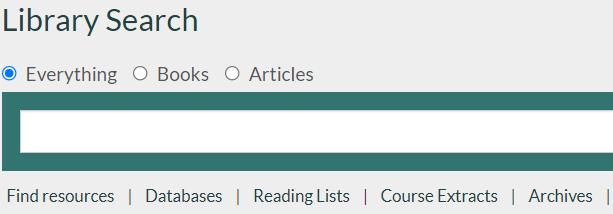 Library Search
Everything Books Articles
Find resources | Databases | Reading Lists | Course Extracts | Archives |